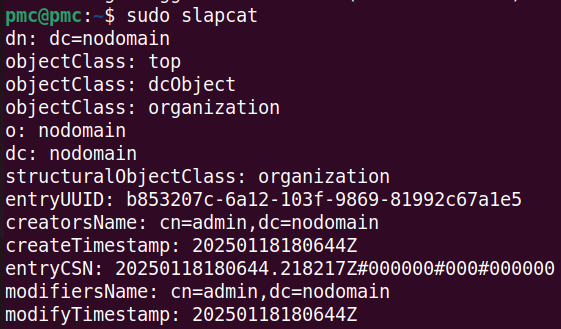 pmc@pmc:~$ sudo slapcat
dn: dc=nodomain
objectClass: top
objectClass: dcObject
objectClass: organization
o: nodomain
dc: nodomain
structuralObjectClass: organization
entryUUID: b853207c-6a12-103f-9869-81992c67a1e5
creatorsName: cn=admin,dc=nodomain
createTimestamp: 20250118180644Z
entryCSN: 20250118180644.218217Z#000000#000#000000
modifiersName: cn=admin,dc=nodomain
modifyTimestamp: 20250118180644Z